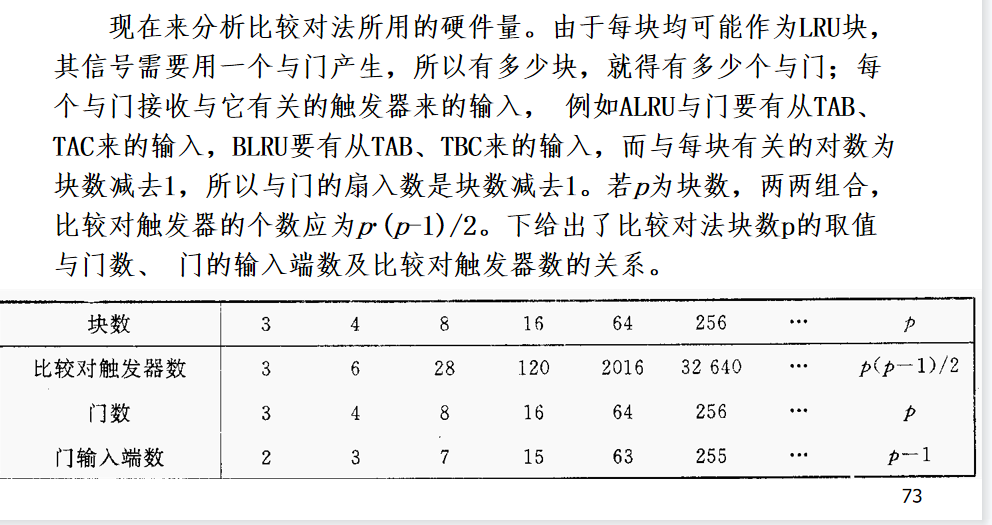 现在来分析比较对法所用的硬件量。由于每块均可能作为LRU块，
其信号需要用一个与门产生，所以有多少块，就得有多少个与门；每
个与门接收与它有关的触发器来的输入， 例如ALRU与门要有从TAB、
TAC来的输入，BLRU要有从TAB、TBC来的输入，而与每块有关的对数为
块数减去1，所以与门的扇入数是块数减去1。若p为块数，两两组合，
比较对触发器的个数应为p·(p-1)/2。下给出了比较对法块数p的取值
与门数、 门的输入端数及比较对触发器数的关系。
块数 3 4 8 16 64 256 … p
比较对触发器数 3 6 28 120 2016 32 640 … p(p-1)/2
门数 3 4 8 16 64 256 … p
门输入端数 2 3 7 15 63 255 … p-1
73